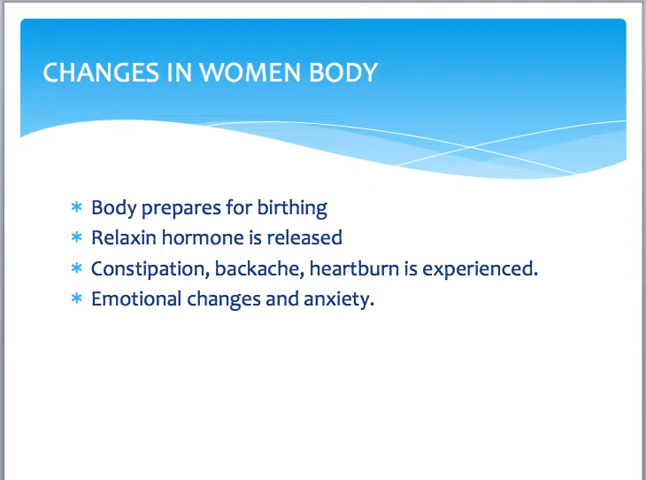 CHANGES IN WOMEN BODY
* Body prepares for birthing
* Relaxin hormone is released
* Constipation, backache, heartburn is experienced.
* Emotional changes and anxiety.